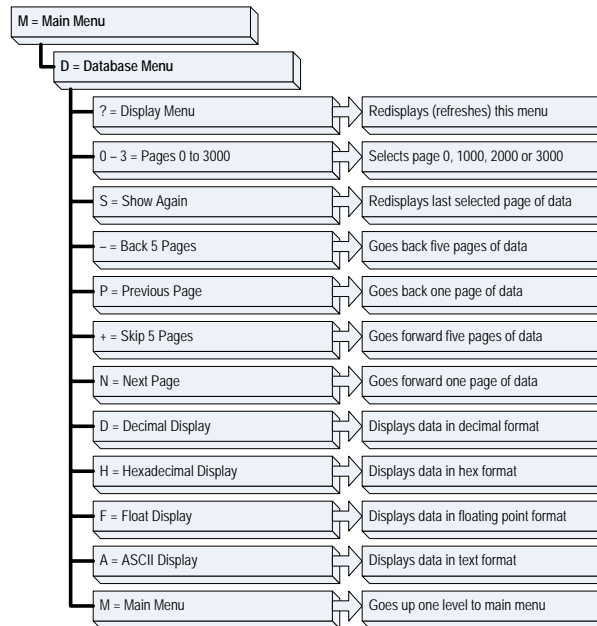 M = Main Menu
D = Database Menu
? = Display Menu
Redisplays (refreshes) this menu
0 – 3 = Pages 0 to 3000
Selects page 0, 1000, 2000 or 3000
S = Show Again
Redisplays last selected page of data
– = Back 5 Pages
Goes back five pages of data
P = Previous Page
Goes back one page of data
+ = Skip 5 Pages
Goes forward five pages of data
N = Next Page
Goes forward one page of data
D = Decimal Display
Displays data in decimal format
H = Hexadecimal Display
Displays data in hex format
F = Float Display
Displays data in floating point format
A = ASCII Display
Displays data in text format
M = Main Menu
Goes up one level to main menu